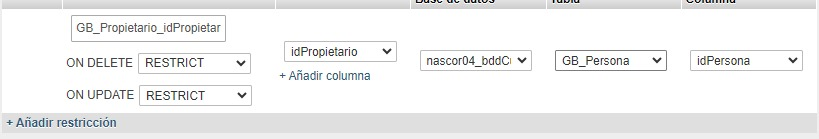 Base de datos Tabla Columna
GB_Propietario_idPropietar
ON DELETE RESTRICT
idPropietario
nascor04_bddCu GB_Persona idPersona
+ Añadir columna
ON UPDATE RESTRICT
+ Añadir restricción